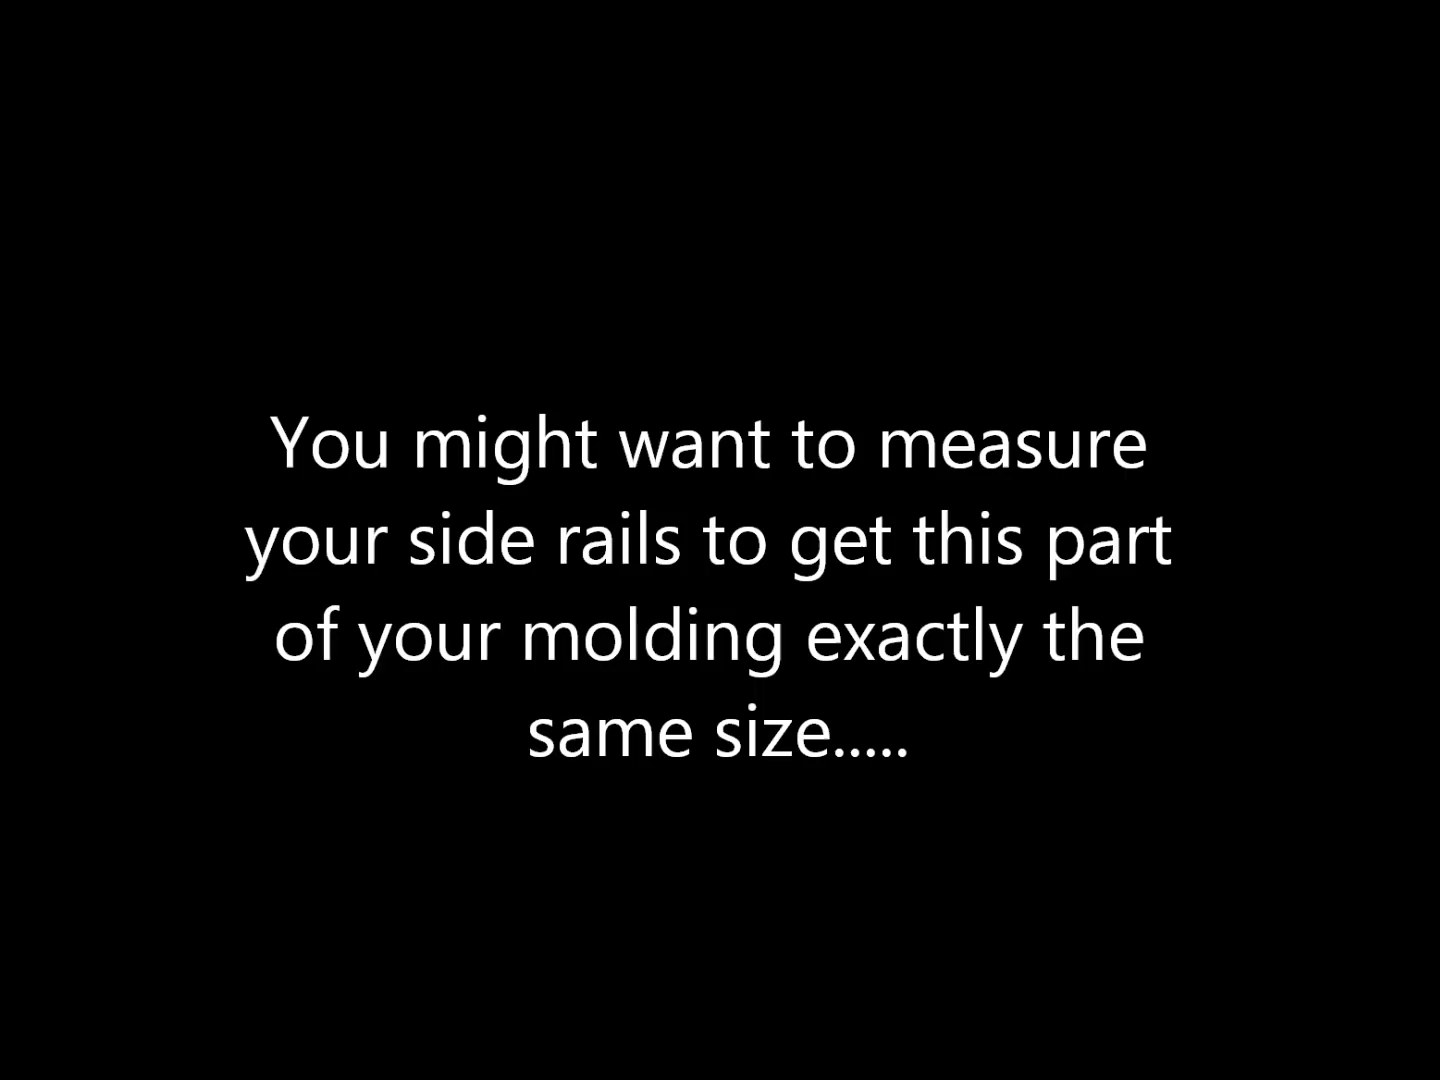 You might want to measure
your side rails to get this part
of your molding exactly the
same size.....